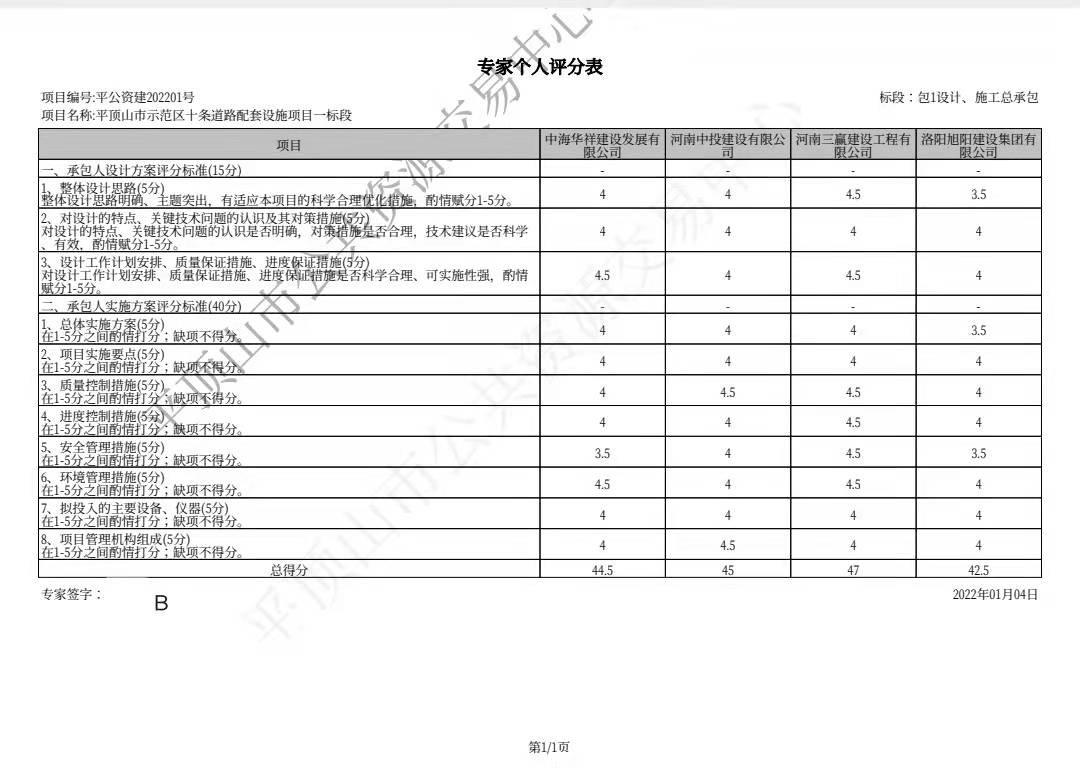 专家个人评分表
项目编号:平公资建202201号
标段：包1设计、施工总承包
项目名称:平顶山市示范区十条道路配套设施项目一标段
项目 中海华祥建设发展有限公司 河南中投建设有限公司 河南三赢建设工程有限公司 洛阳旭阳建设集团有限公司
一、承包人设计方案评分标准(15分) - - - -
1、整体设计思路(5分)
整体设计思路明确、主题突出，有适应本项目的科学合理优化措施，酌情赋分1-5分。 4 4 4.5 3.5
2、对设计的特点、关键技术问题的认识及其对策措施(5分)
对设计的特点、关键技术问题的认识是否明确，对策措施是否合理，技术建议是否科学
、有效，酌情赋分1-5分。 4 4 4 4
3、设计工作计划安排、质量保证措施、进度保证措施(5分)
对设计工作计划安排、质量保证措施、进度保证措施是否科学合理、可实施性强，酌情
赋分1-5分。 4.5 4 4.5 4
二、承包人实施方案评分标准(40分) - - - -
1、总体实施方案(5分)
在1-5分之间酌情打分；缺项不得分。 4 4 4 3.5
2、项目实施要点(5分)
在1-5分之间酌情打分；缺项不得分。 4 4 4 4
3、质量控制措施(5分)
在1-5分之间酌情打分；缺项不得分。 4 4.5 4.5 4
4、进度控制措施(5分)
在1-5分之间酌情打分；缺项不得分。 4 4 4.5 4
5、安全管理措施(5分)
在1-5分之间酌情打分；缺项不得分。 3.5 4 4.5 3.5
6、环境管理措施(5分)
在1-5分之间酌情打分；缺项不得分。 4.5 4 4.5 4
7、拟投入的主要设备、仪器(5分)
在1-5分之间酌情打分；缺项不得分。 4 4 4 4
8、项目管理机构组成(5分)
在1-5分之间酌情打分；缺项不得分。 4 4.5 4 4
总得分 44.5 45 47 42.5
专家签字： B
2022年01月04日
第1/1页
平顶山市公共资源交易中心
平顶山市公共资源交易中心